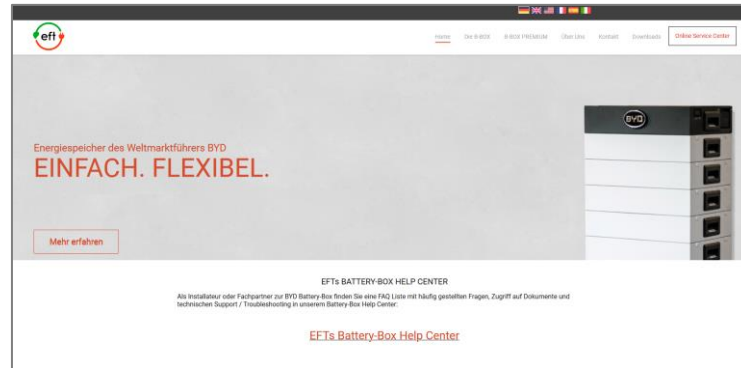 eft
Home Die B-BOX B-BOX PREMIUM Über Uns Kontakt Downloads Online Service Center
Energiespeicher des Weltmarktführers BYD
EINFACH. FLEXIBEL.
BYD
Mehr erfahren
EFTs BATTERY-BOX HELP CENTER
Als Installateur oder Fachpartner zur BYD Battery-Box finden Sie eine FAQ Liste mit häufig gestellten Fragen, Zugriff auf Dokumente und
technischen Support / Troubleshooting in unserem Battery-Box Help Center:
EFTs Battery-Box Help Center